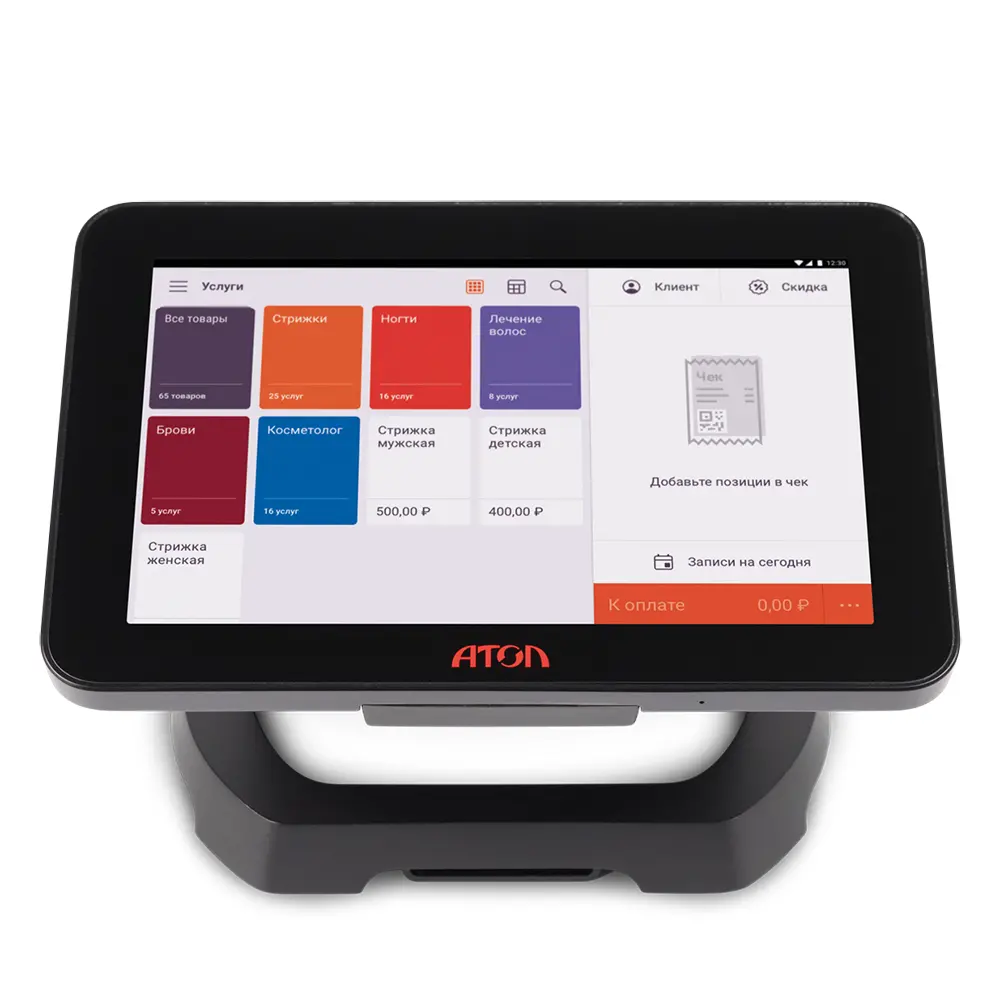 12:30
Услуги
Клиент
Скидка
Все товары
65 товаров
Стрижки
25 услуг
Ногти
16 услуг
Лечение
волос
8 услуг
Брови
5 услуг
Косметолог
16 услуг
Стрижка
мужская
500,00 ₽
Стрижка
детская
400,00 ₽
Стрижка
женская
Чек
Добавьте позиции в чек
Записи на сегодня
К оплате 0,00 ₽
АТОЛ